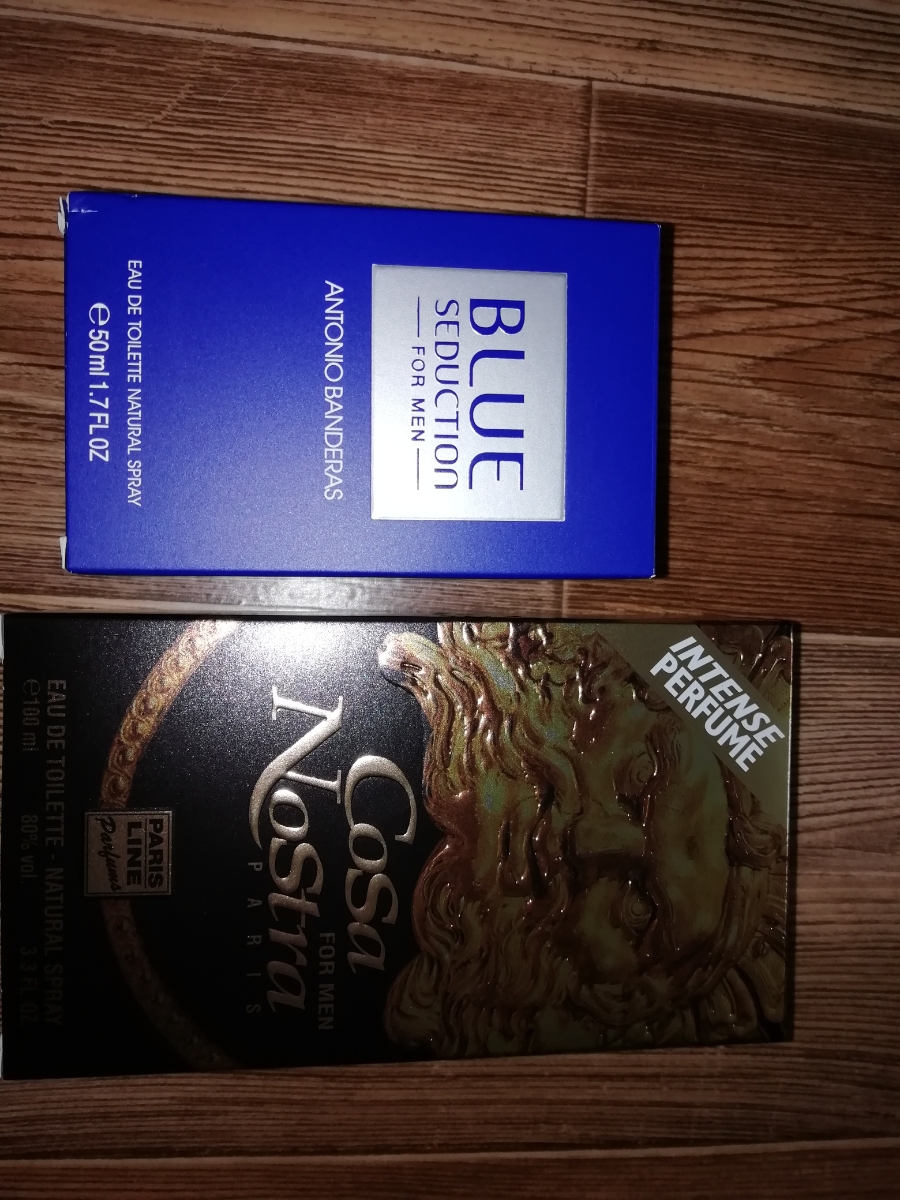 BLUE
SEDUCTION
FOR MEN
ANTONIO BANDERAS
EAU DE TOILETTE NATURAL SPRAY
℮50 ml 1.7 FL OZ
INTENSE
PERFUME
Cosa
FOR MEN
Nostra
PARIS
PARIS
LINE
Parfums
EAU DE TOILETTE - NATURAL SPRAY
℮100 ml 80% vol. 3.3 FL OZ